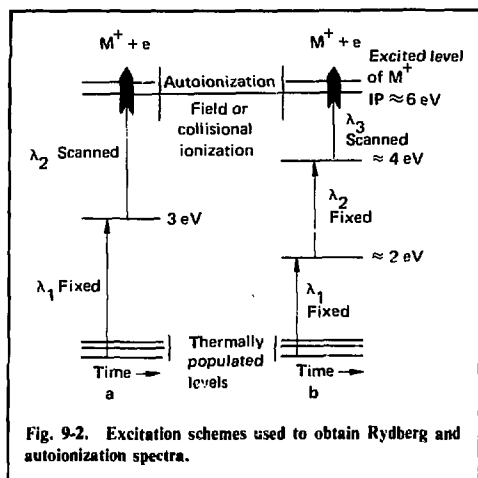 M+ + e
M+ + e
Autoionization
Excited level
of M+
IP ≈ 6 eV
Field or
collisional
ionization
λ2 Scanned
λ3
Scanned
≈ 4 eV
λ2
Fixed
3 eV
≈ 2 eV
λ1 Fixed
λ1
Fixed
Thermally
populated
levels
Time →
Time →
a
b
Fig. 9-2. Excitation schemes used to obtain Rydberg and
autoionization spectra.